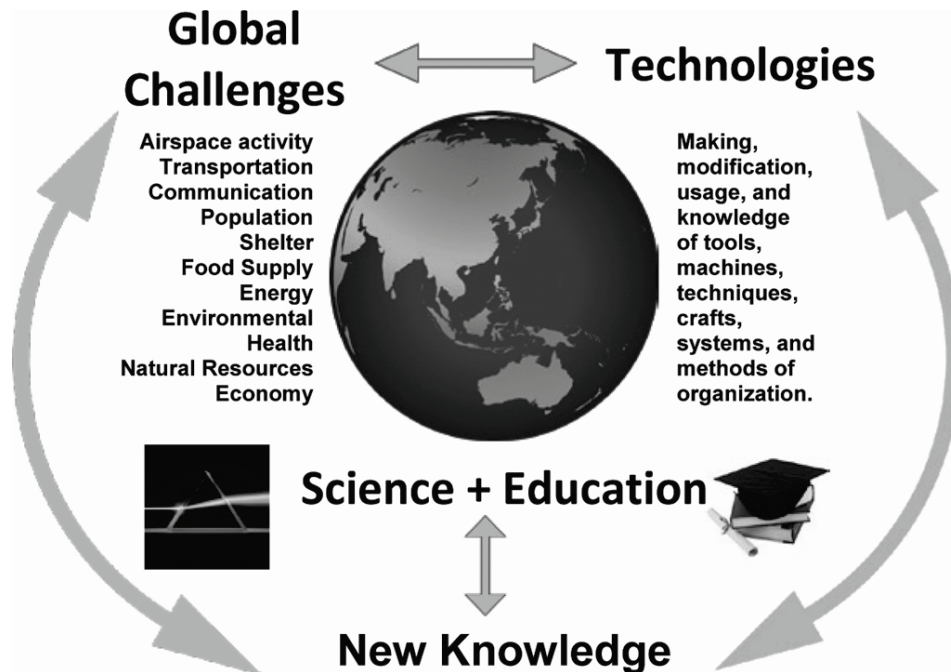 Global
Challenges
Technologies
Airspace activity
Transportation
Communication
Population
Shelter
Food Supply
Energy
Environmental
Health
Natural Resources
Economy
Making,
modification,
usage, and
knowledge
of tools,
machines,
techniques,
crafts,
systems, and
methods of
organization.
Science + Education
New Knowledge